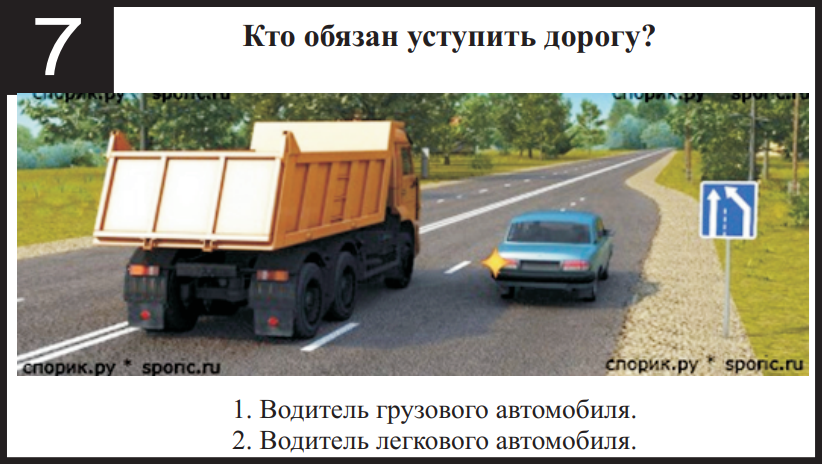 7
Кто обязан уступить дорогу?
спорик.ру * sporic.ru
спорик.ру * sporic.ru
спорик.ру * sporic.ru
спорик.ру * sporic.ru
1. Водитель грузового автомобиля.
2. Водитель легкового автомобиля.